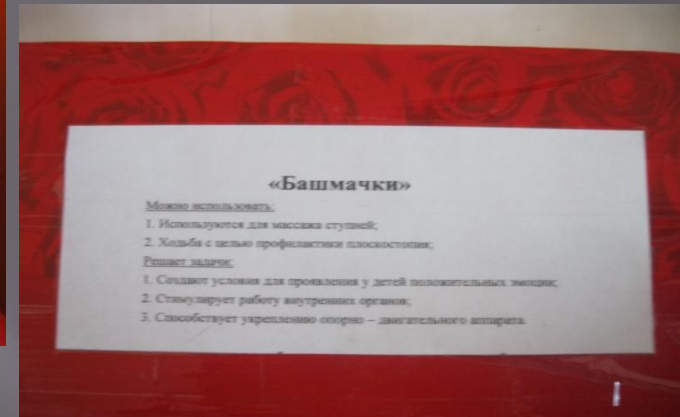 «Башмачки»
Можно использовать:
1. Используются для массажа ступней;
2. Ходьба с целью профилактики плоскостопия;
Решает задачи:
1. Создают условия для проявления у детей положительных эмоции;
2. Стимулирует работу внутренних органов;
3. Способствует укреплению опорно – двигательного аппарата